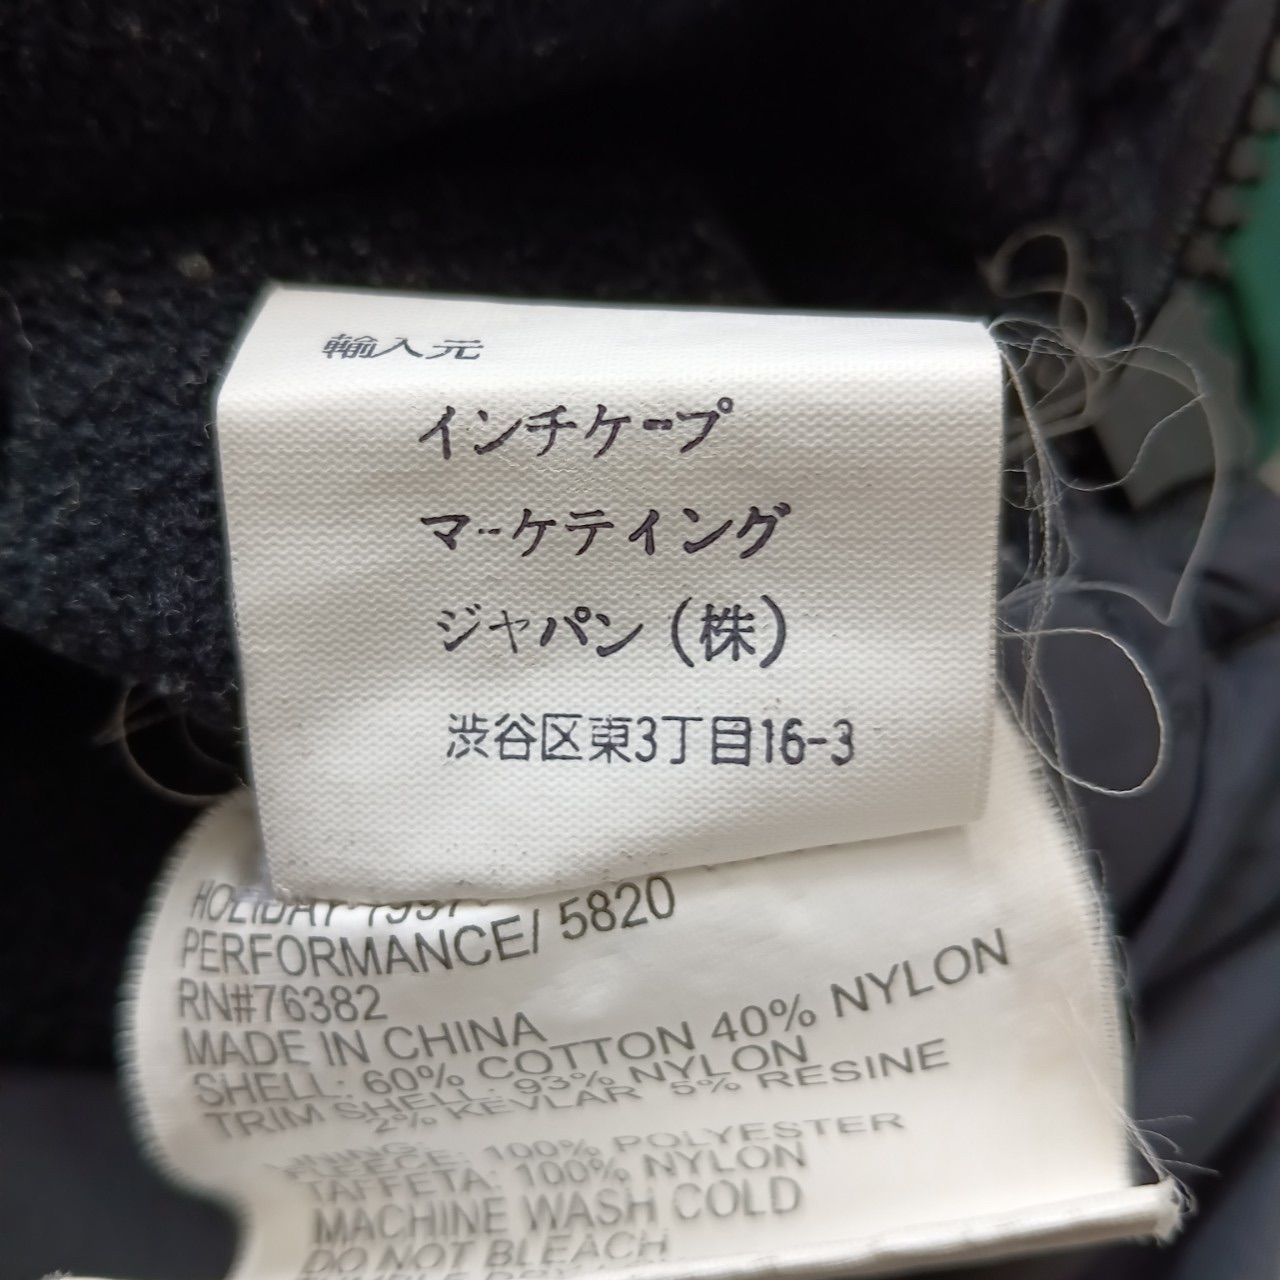 輸入元
インチケープ
マーケティング
ジャパン(株)
渋谷区東3丁目16-3
HOLIDAY 1997
PERFORMANCE/ 5820
RN#76382
MADE IN CHINA
SHELL: 60% COTTON 40% NYLON
TRIM SHELL: 93% NYLON
2% KEVLAR 5% RESINE
LINING:
FLEECE: 100% POLYESTER
TAFFETA: 100% NYLON
MACHINE WASH COLD
DO NOT BLEACH